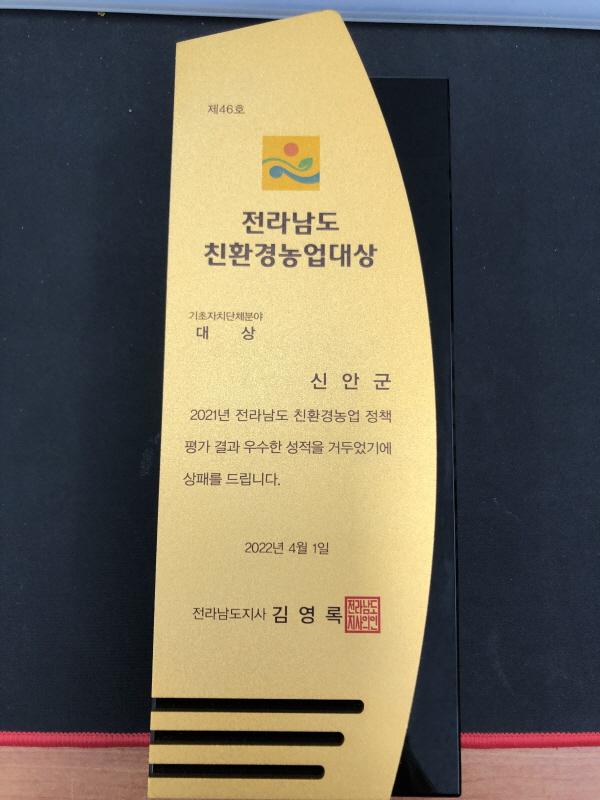 제46호
전라남도
친환경농업대상
기초자치단체분야
대 상
신 안 군
2021년 전라남도 친환경농업 정책
평가 결과 우수한 성적을 거두었기에
상패를 드립니다.
2022년 4월 1일
전라남도지사 김 영 록
전라남도
지사의인